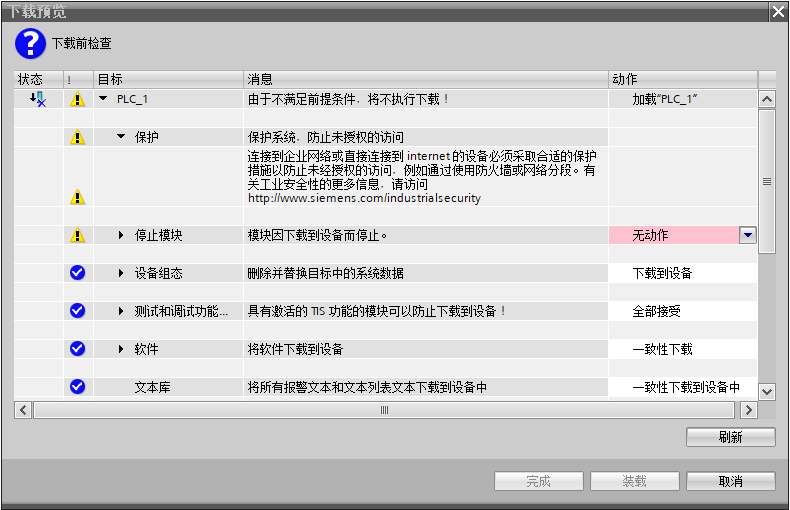 下载预览
?
下载前检查
状态 ! 目标 消息 动作
PLC_1 由于不满足前提条件，将不执行下载！ 加载“PLC_1”
保护 保护系统，防止未授权的访问
连接到企业网络或直接连接到 internet 的设备必须采取合适的保护
措施以防止未经授权的访问，例如通过使用防火墙或网络分段。有
关工业安全性的更多信息，请访问
http://www.siemens.com/industrialsecurity
停止模块 模块因下载到设备而停止。 无动作
设备组态 删除并替换目标中的系统数据 下载到设备
测试和调试功能... 具有激活的 TIS 功能的模块可以防止下载到设备！ 全部接受
软件 将软件下载到设备 一致性下载
文本库 将所有报警文本和文本列表文本下载到设备中 一致性下载到设备中
刷新
完成 装载 取消